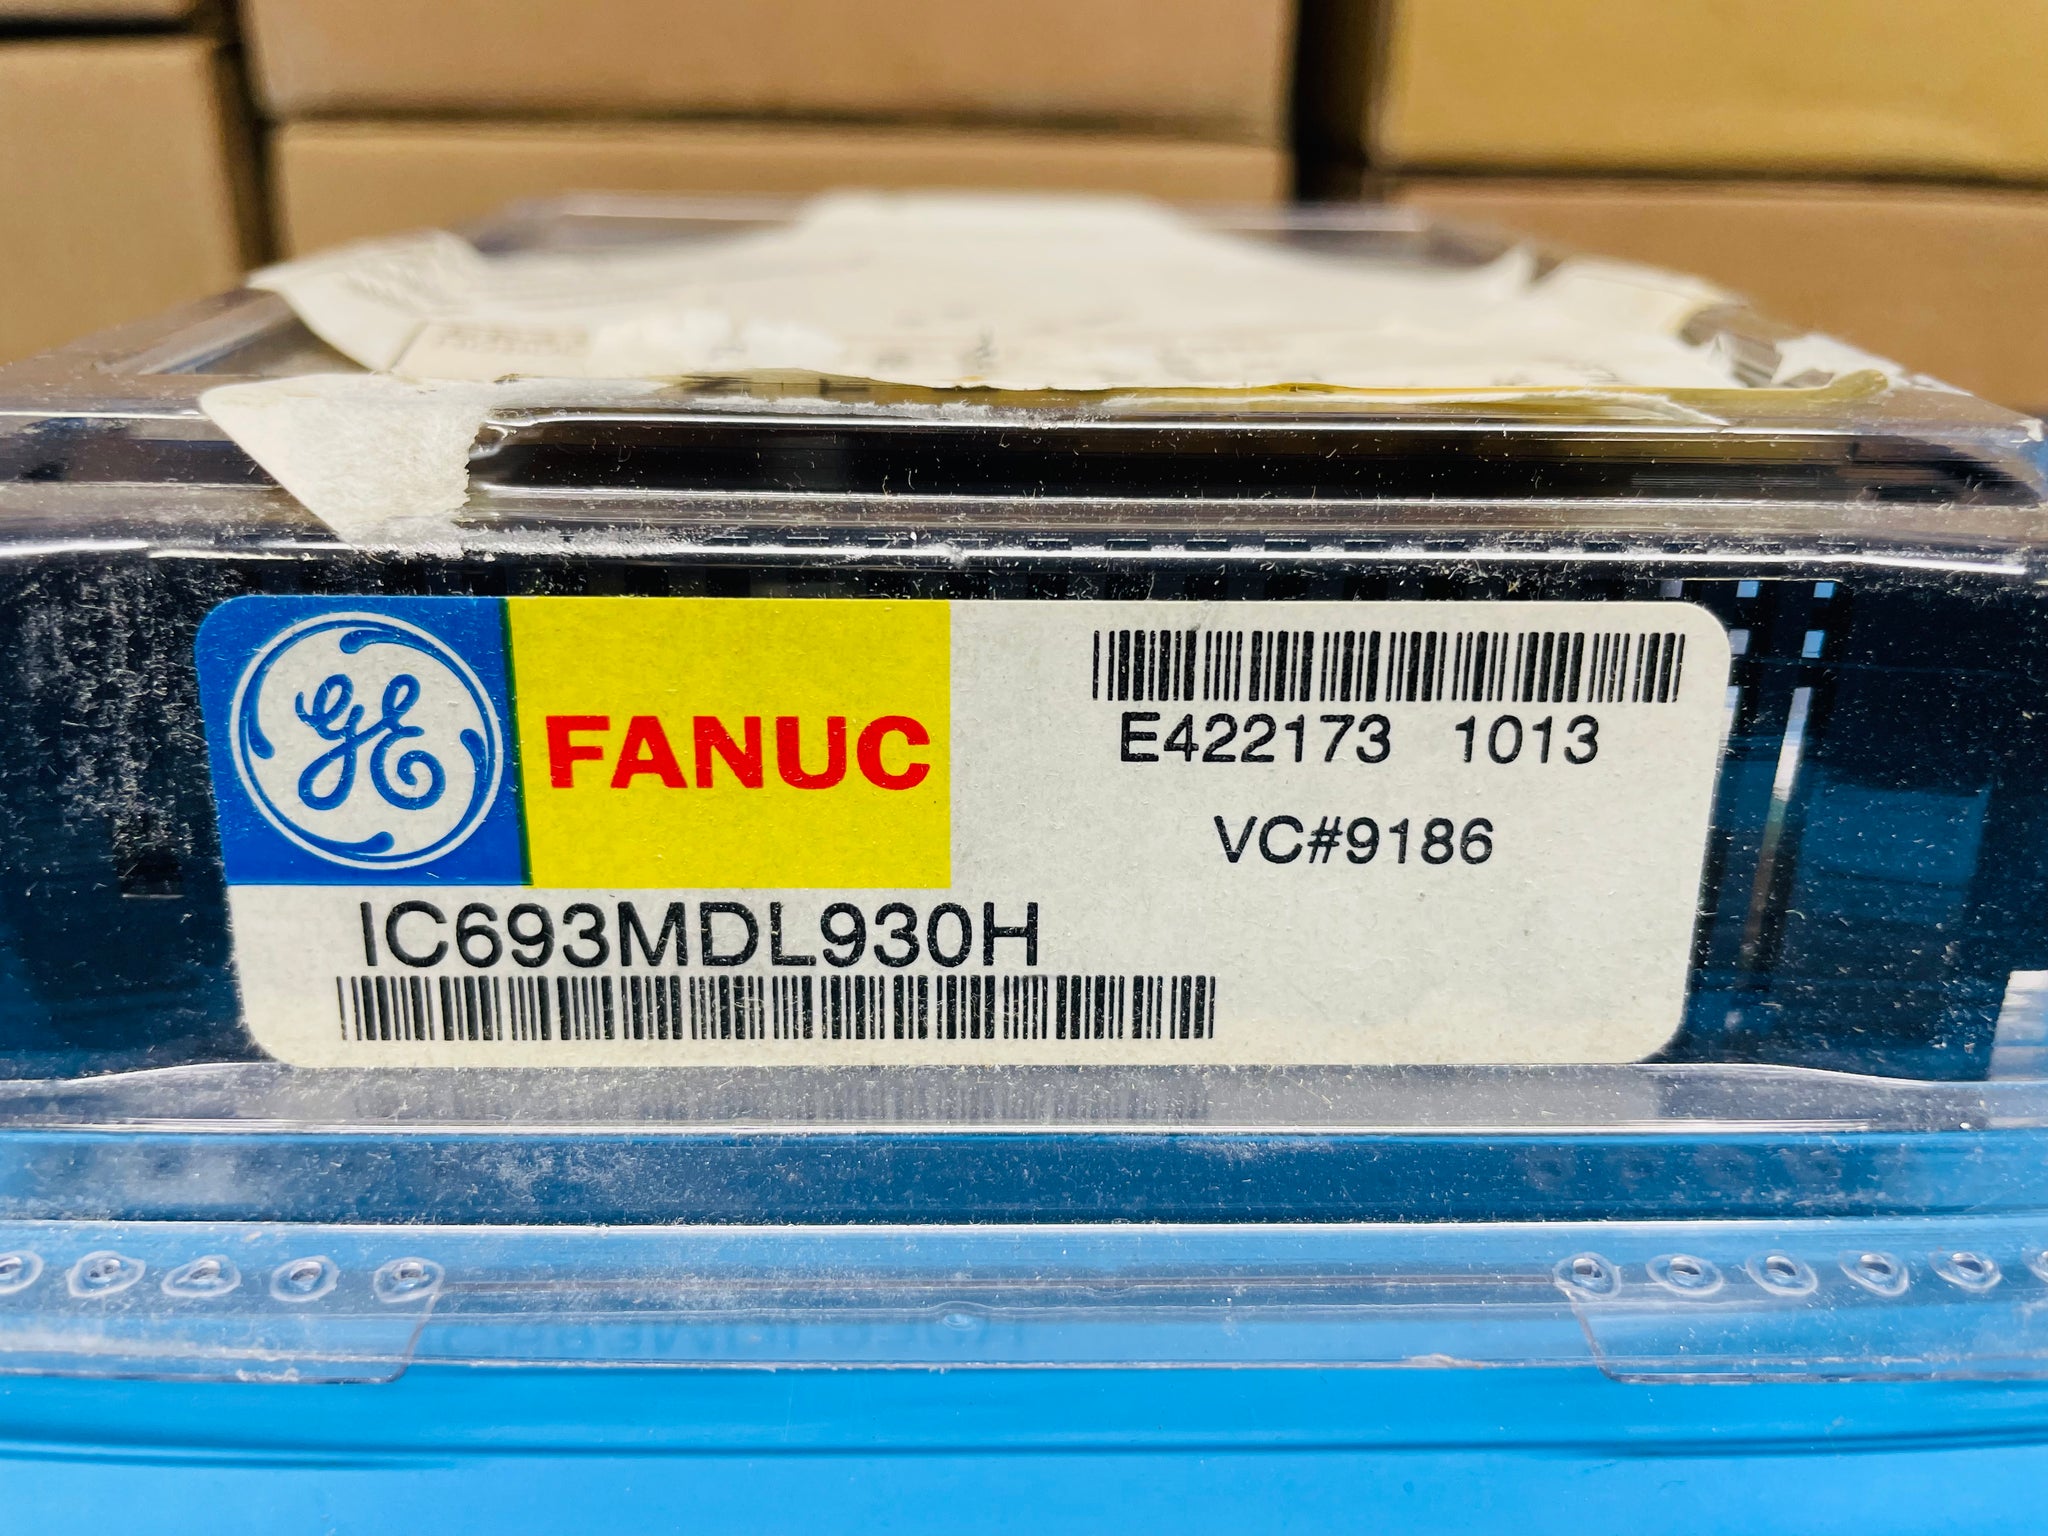 GE
FANUC
E422173 1013
VC#9186
IC693MDL930H